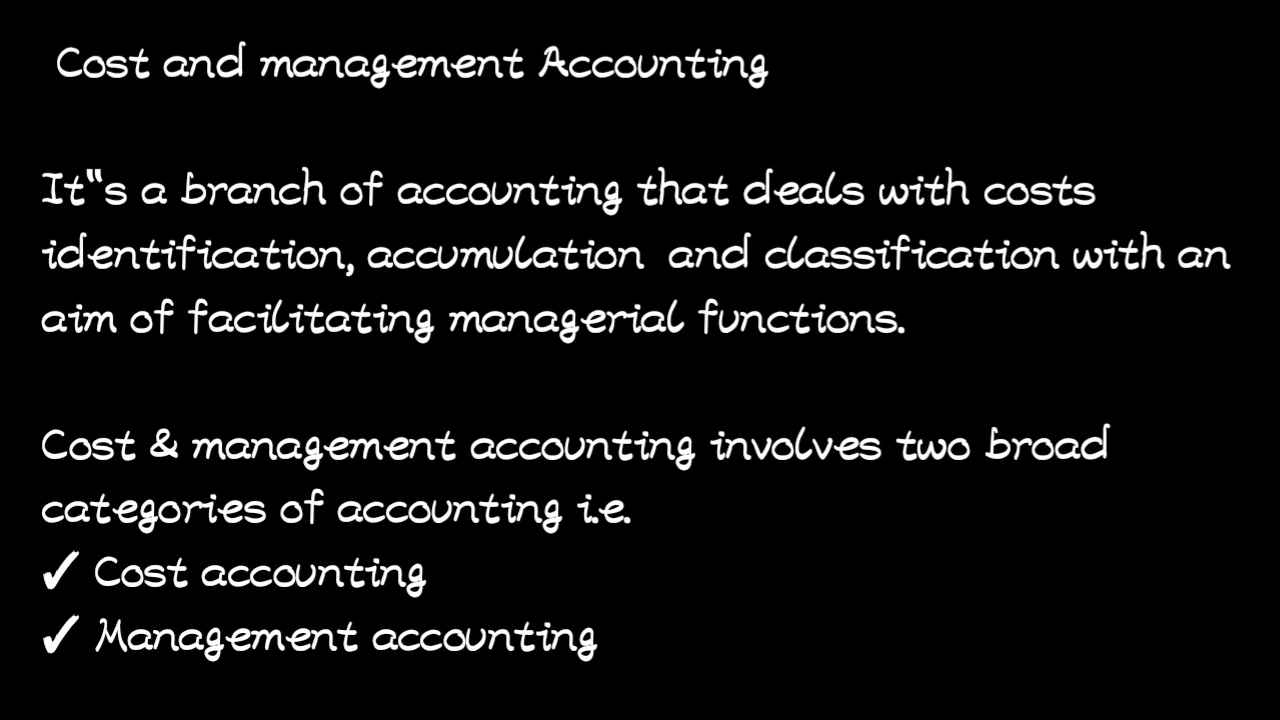 Cost and management Accounting
It‟s a branch of accounting that deals with costs
identification, accumulation and classification with an
aim of facilitating managerial functions.
Cost & management accounting involves two broad
categories of accounting i.e.
✓ Cost accounting
✓ Management accounting